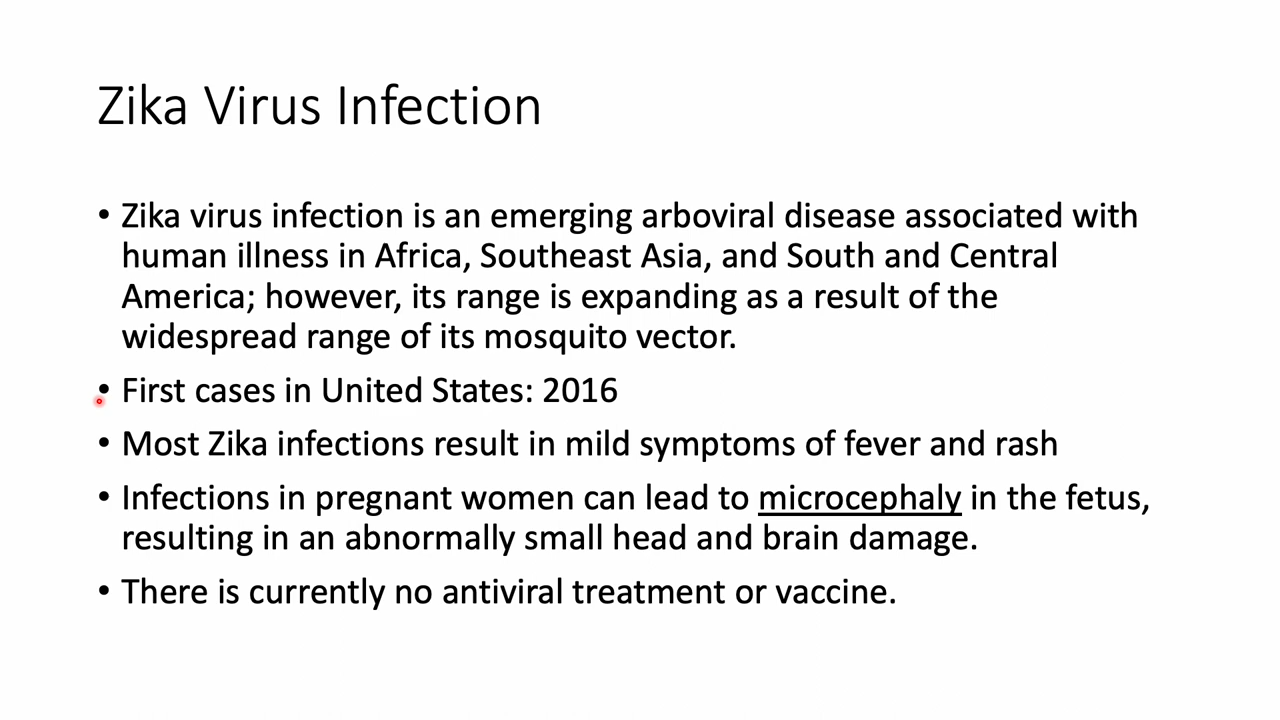 Zika Virus Infection
• Zika virus infection is an emerging arboviral disease associated with
human illness in Africa, Southeast Asia, and South and Central
America; however, its range is expanding as a result of the
widespread range of its mosquito vector.
• First cases in United States: 2016
• Most Zika infections result in mild symptoms of fever and rash
• Infections in pregnant women can lead to microcephaly in the fetus,
resulting in an abnormally small head and brain damage.
• There is currently no antiviral treatment or vaccine.